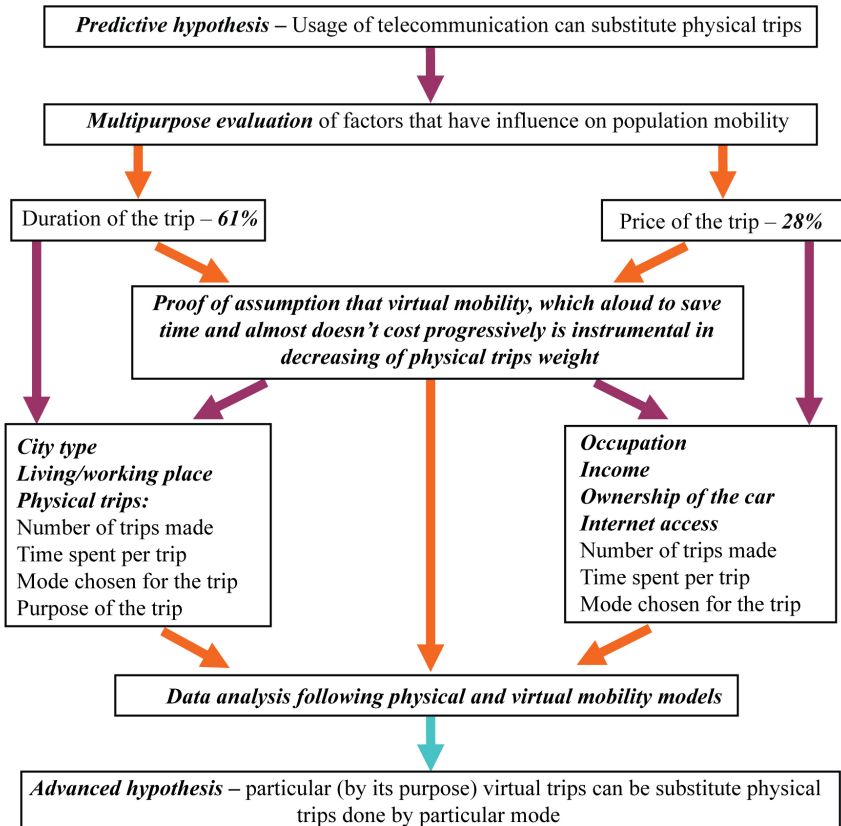 Predictive hypothesis – Usage of telecommunication can substitute physical trips
Multipurpose evaluation of factors that have influence on population mobility
Duration of the trip – 61%
Price of the trip – 28%
Proof of assumption that virtual mobility, which aloud to save
time and almost doesn’t cost progressively is instrumental in
decreasing of physical trips weight
City type
Living/working place
Physical trips:
Number of trips made
Time spent per trip
Mode chosen for the trip
Purpose of the trip
Occupation
Income
Ownership of the car
Internet access
Number of trips made
Time spent per trip
Mode chosen for the trip
Data analysis following physical and virtual mobility models
Advanced hypothesis – particular (by its purpose) virtual trips can be substitute physical
trips done by particular mode